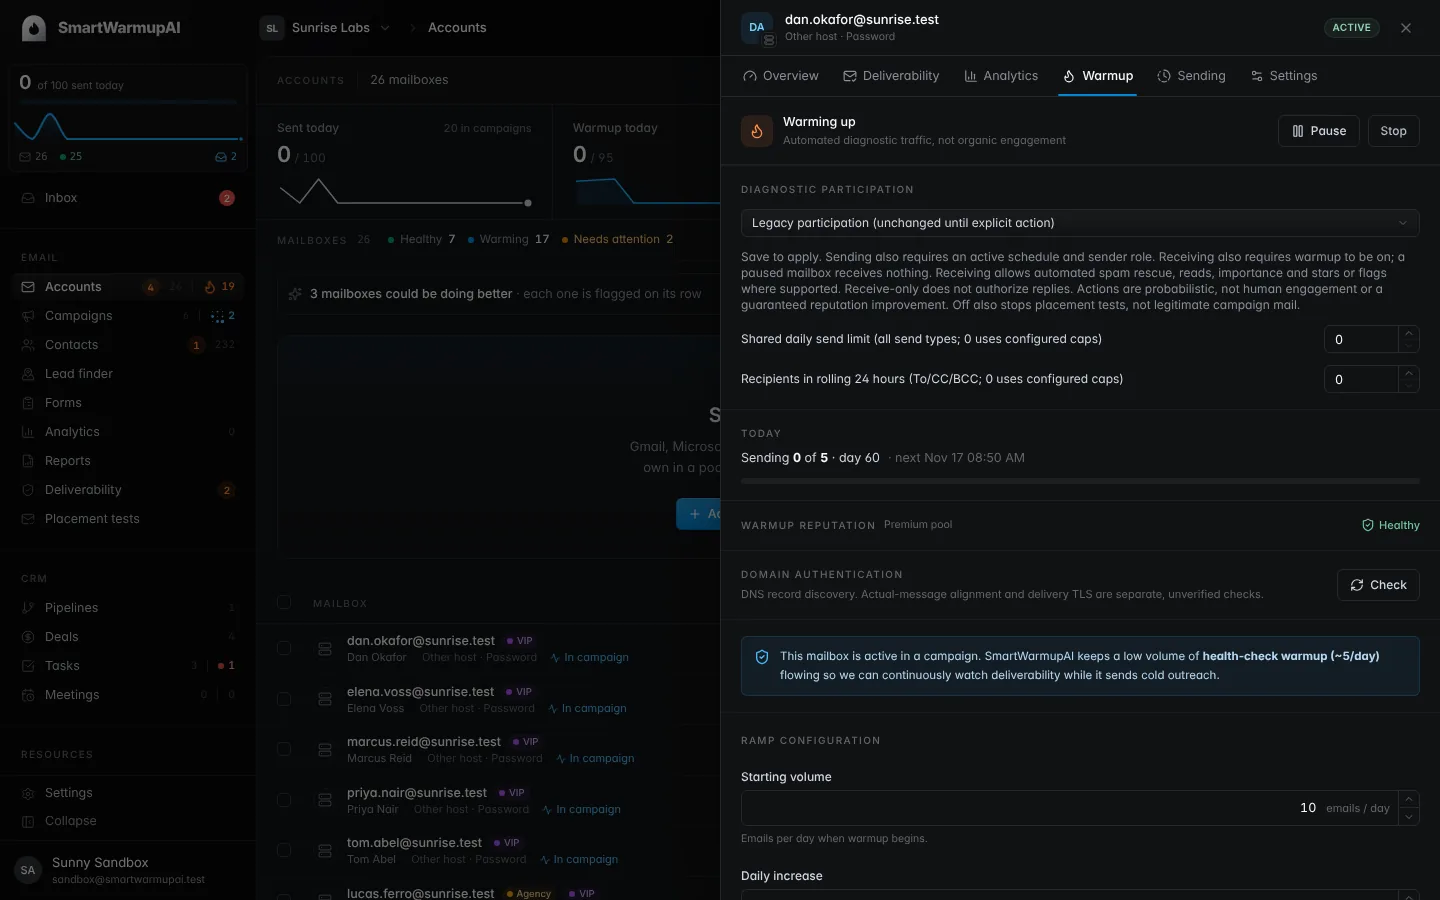 SmartWarmupAI
SL Sunrise Labs Accounts
0 of 100 sent today
26 25 2
Inbox 2
EMAIL
Accounts 4 26 19
Campaigns 6 2
Contacts 1 232
Lead finder
Forms
Analytics 0
Reports
Deliverability 2
Placement tests
CRM
Pipelines 1
Deals 4
Tasks 3 1
Meetings 0 0
RESOURCES
Settings
Collapse
SA Sunny Sandbox
sandbox@smartwarmupai.test
ACCOUNTS 26 mailboxes
Sent today 20 in campaigns
0 / 100
Warmup today
0 / 95
MAILBOXES 26 Healthy 7 Warming 17 Needs attention 2
3 mailboxes could be doing better · each one is flagged on its row
S
Gmail, Microso
own in a poo
+ Ac
MAILBOX
dan.okafor@sunrise.test VIP
Dan Okafor Other host · Password In campaign
elena.voss@sunrise.test VIP
Elena Voss Other host · Password In campaign
marcus.reid@sunrise.test VIP
Marcus Reid Other host · Password In campaign
priya.nair@sunrise.test VIP
Priya Nair Other host · Password In campaign
tom.abel@sunrise.test VIP
Tom Abel Other host · Password In campaign
lucas.ferro@sunrise.test Agency VIP
DA dan.okafor@sunrise.test
Other host · Password
ACTIVE
Overview Deliverability Analytics Warmup Sending Settings
Warming up
Automated diagnostic traffic, not organic engagement
Pause Stop
DIAGNOSTIC PARTICIPATION
Legacy participation (unchanged until explicit action)
Save to apply. Sending also requires an active schedule and sender role. Receiving also requires warmup to be on; a
paused mailbox receives nothing. Receiving allows automated spam rescue, reads, importance and stars or flags
where supported. Receive-only does not authorize replies. Actions are probabilistic, not human engagement or a
guaranteed reputation improvement. Off also stops placement tests, not legitimate campaign mail.
Shared daily send limit (all send types; 0 uses configured caps) 0
Recipients in rolling 24 hours (To/CC/BCC; 0 uses configured caps) 0
TODAY
Sending 0 of 5 · day 60 · next Nov 17 08:50 AM
WARMUP REPUTATION Premium pool Healthy
DOMAIN AUTHENTICATION
DNS record discovery. Actual-message alignment and delivery TLS are separate, unverified checks.
Check
This mailbox is active in a campaign. SmartWarmupAI keeps a low volume of health-check warmup (~5/day)
flowing so we can continuously watch deliverability while it sends cold outreach.
RAMP CONFIGURATION
Starting volume
10 emails / day
Emails per day when warmup begins.
Daily increase